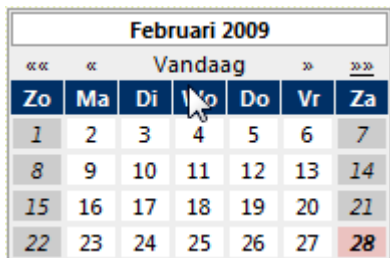 Februari 2009
«« « Vandaag » »»
Zo Ma Di Wo Do Vr Za
1 2 3 4 5 6 7
8 9 10 11 12 13 14
15 16 17 18 19 20 21
22 23 24 25 26 27 28